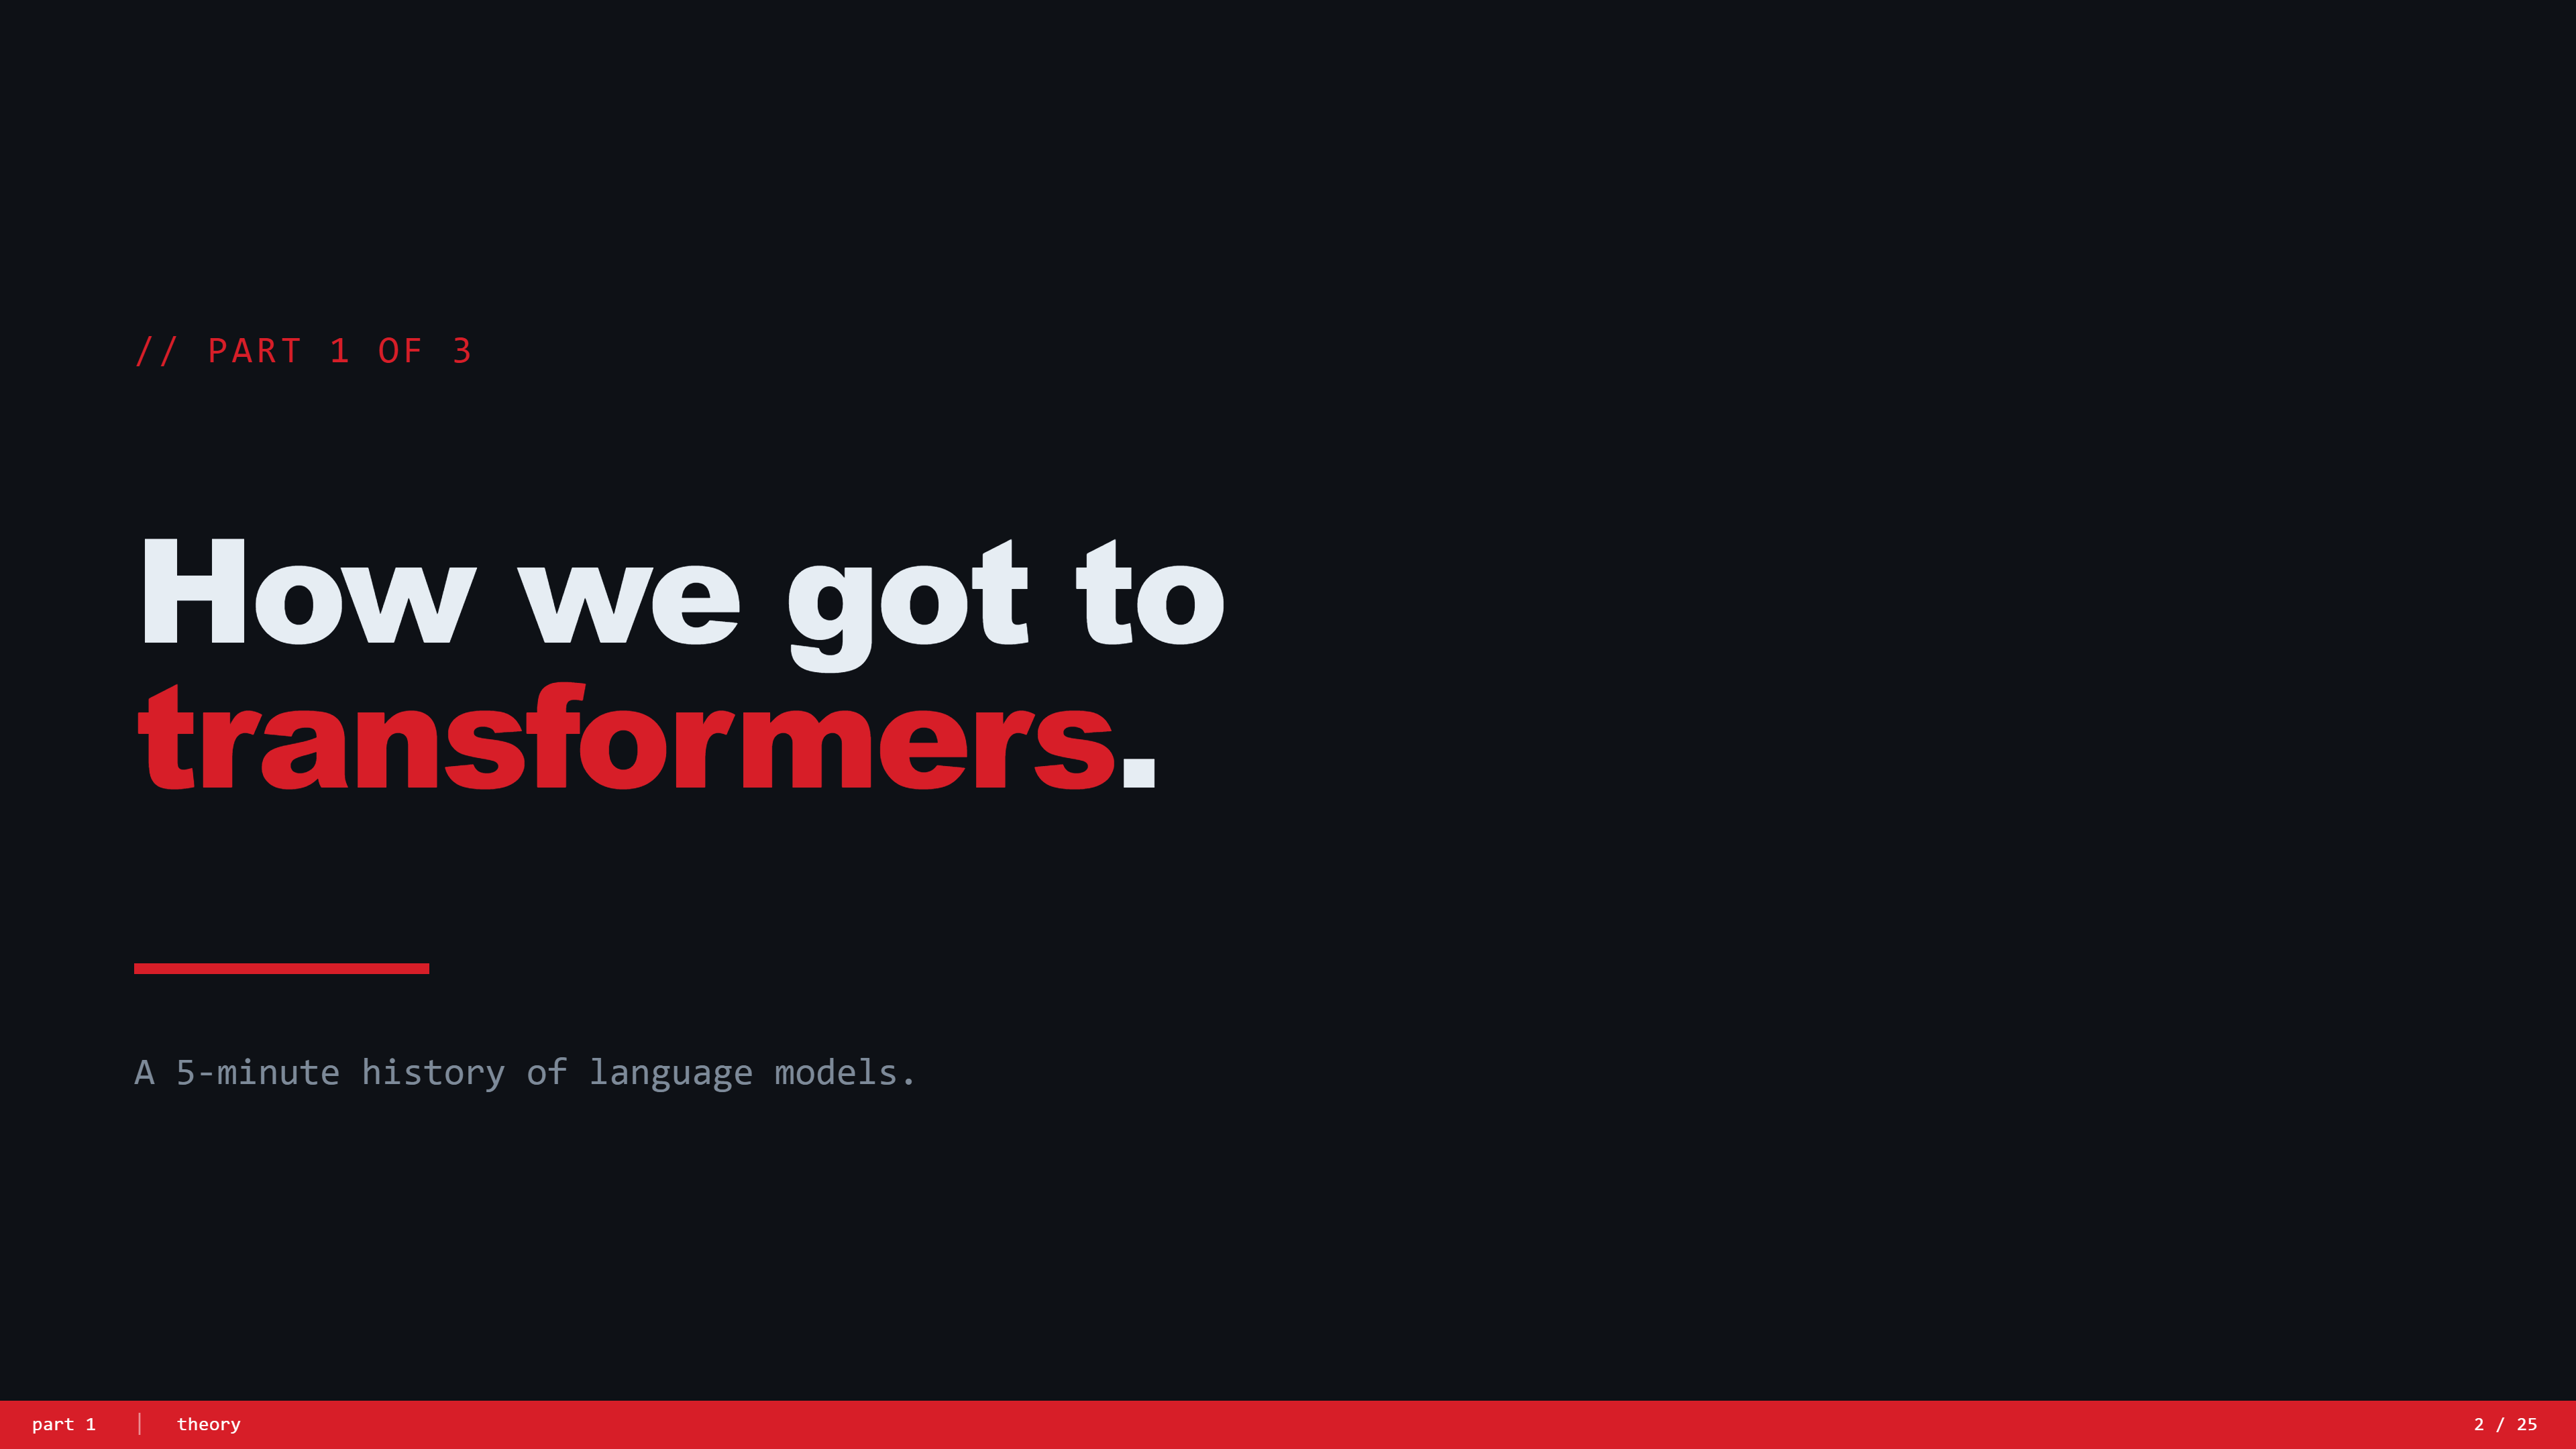 // PART 1 OF 3
How we got to
transformers.
A 5-minute history of language models.
part 1 | theory
2 / 25